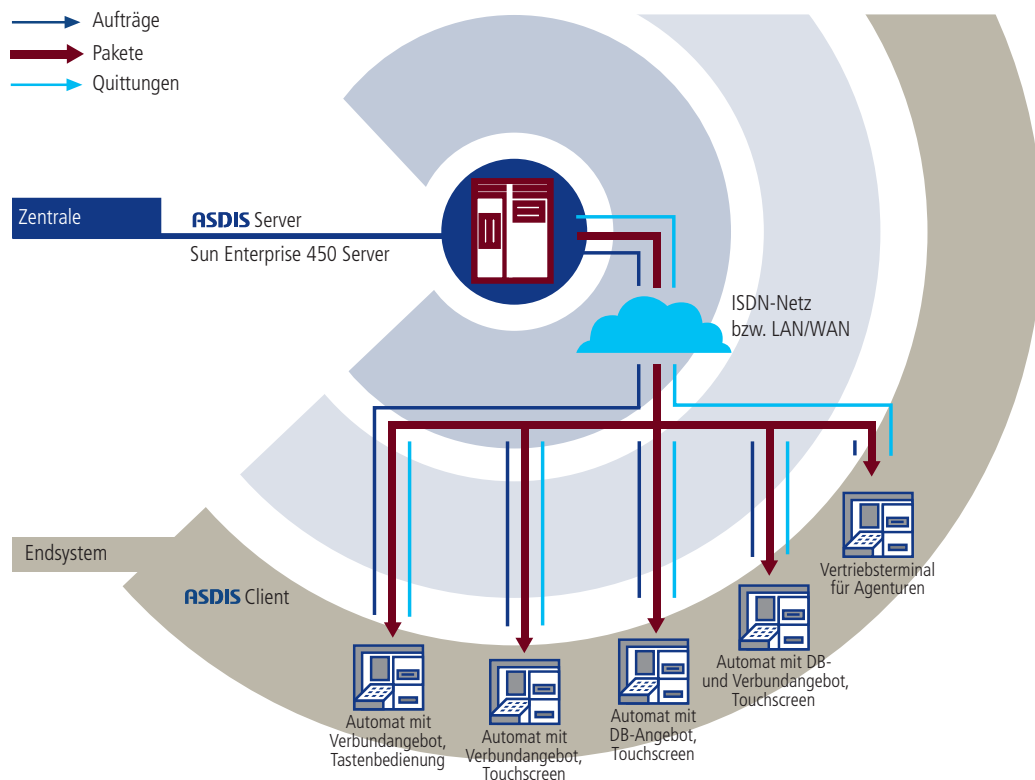 Aufträge
Pakete
Quittungen
Zentrale
ASDIS Server
Sun Enterprise 450 Server
ISDN-Netz
bzw. LAN/WAN
Endsystem
ASDIS Client
Vertriebsterminal
für Agenturen
Automat mit DB-
und Verbundangebot,
Touchscreen
Automat mit
DB-Angebot,
Touchscreen
Automat mit
Verbundangebot,
Touchscreen
Automat mit
Verbundangebot,
Tastenbedienung